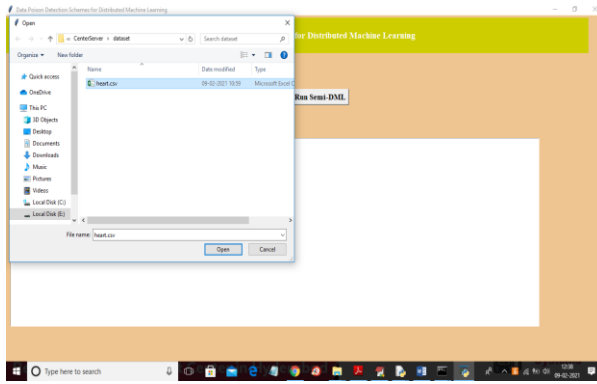 Data Poison Detection Schemes for Distributed Machine Learning
Open
for Distributed Machine Learning
« CenterServer › dataset
Search dataset
Organize
New folder
Name
Date modified
Type
Quick access
heart.csv
09-02-2021 10:59
Microsoft Excel C
OneDrive
This PC
3D Objects
Desktop
Documents
Downloads
Music
Pictures
Videos
Local Disk (C:)
Local Disk (E:)
Run Semi-DML
File name:
heart.csv
Open
Cancel
Type here to search
12:38
09-02-2021